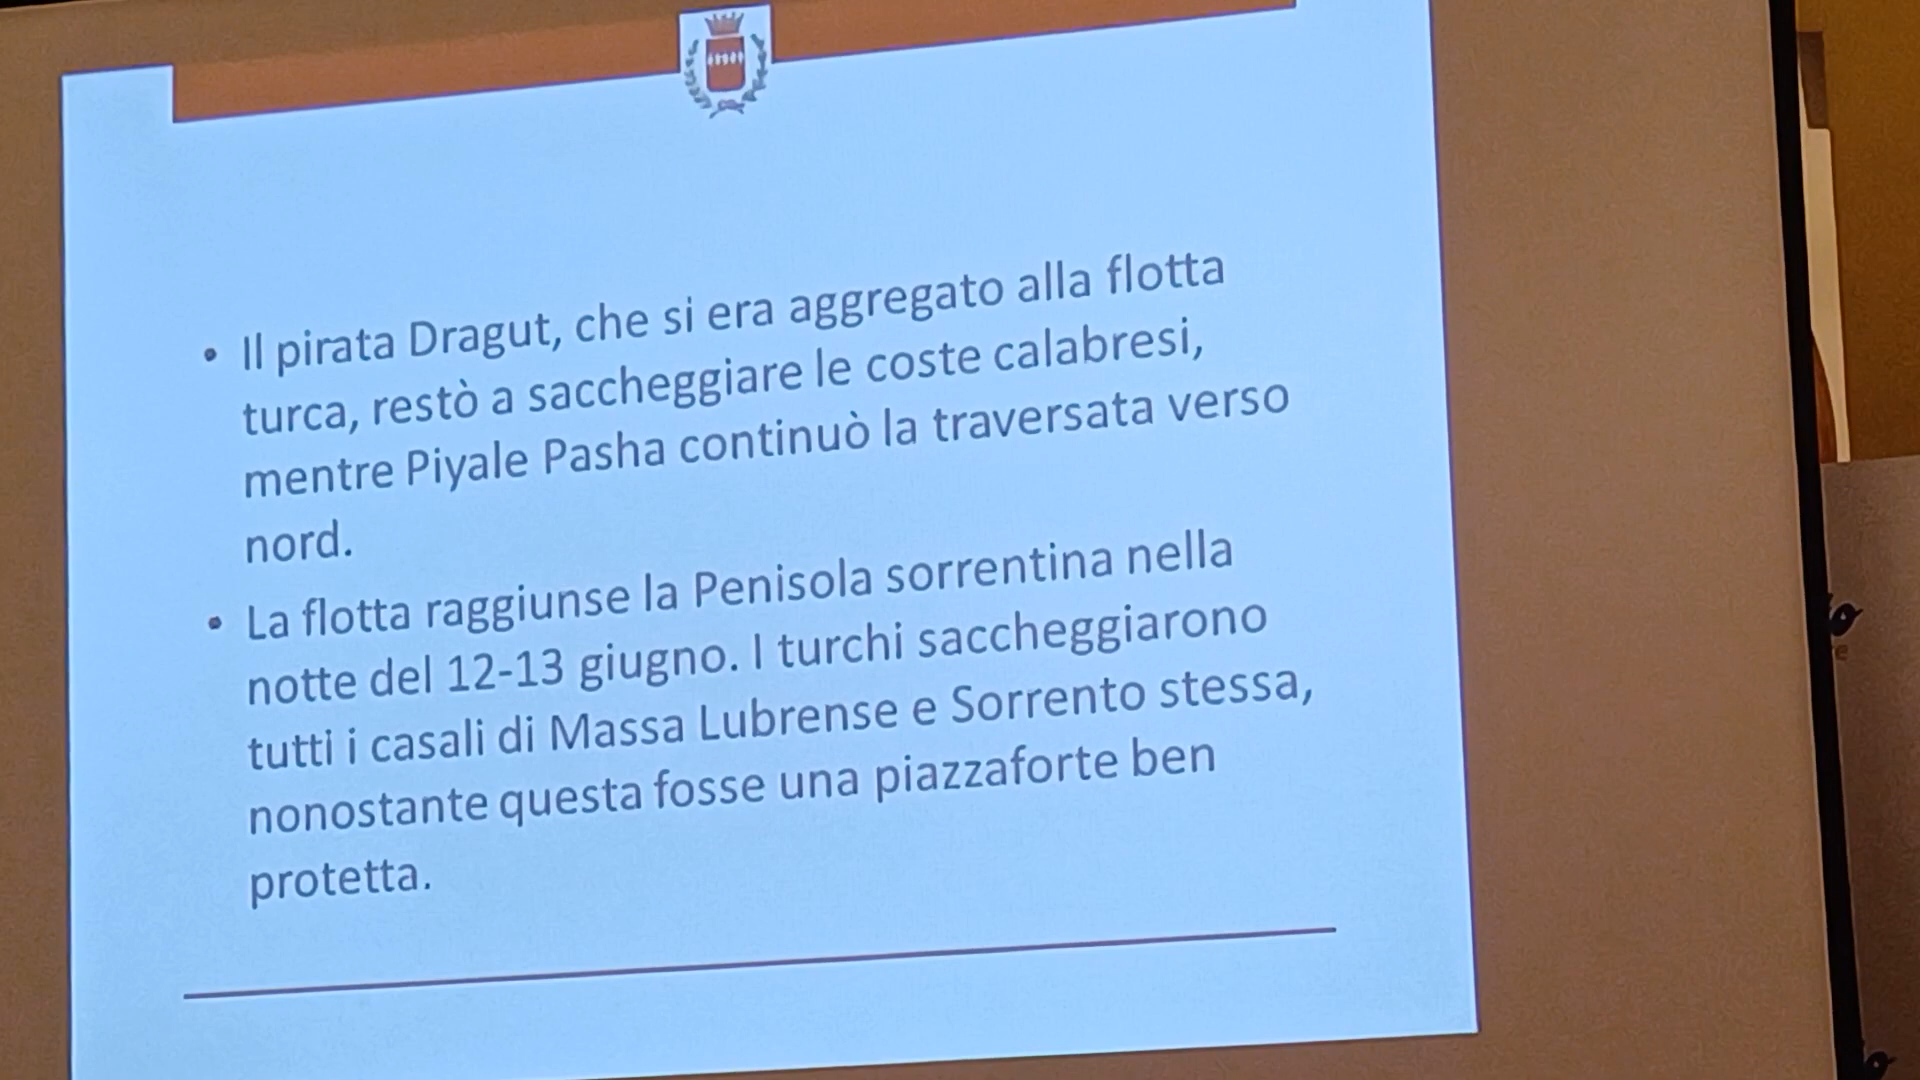 • Il pirata Dragut, che si era aggregato alla flotta
turca, restò a saccheggiare le coste calabresi,
mentre Piyale Pasha continuò la traversata verso
nord.
• La flotta raggiunse la Penisola sorrentina nella
notte del 12-13 giugno. I turchi saccheggiarono
tutti i casali di Massa Lubrense e Sorrento stessa,
nonostante questa fosse una piazzaforte ben
protetta.